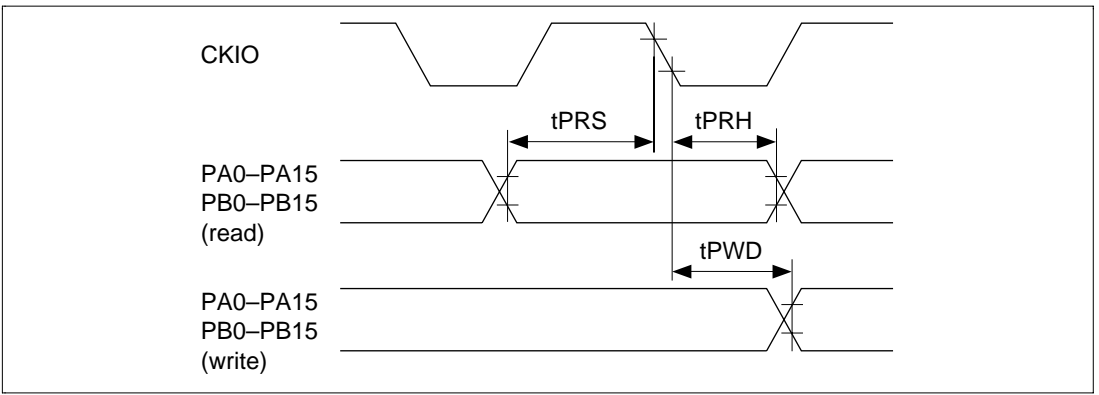 CKIO
tPRS
tPRH
PA0–PA15
PB0–PB15
(read)
tPWD
PA0–PA15
PB0–PB15
(write)